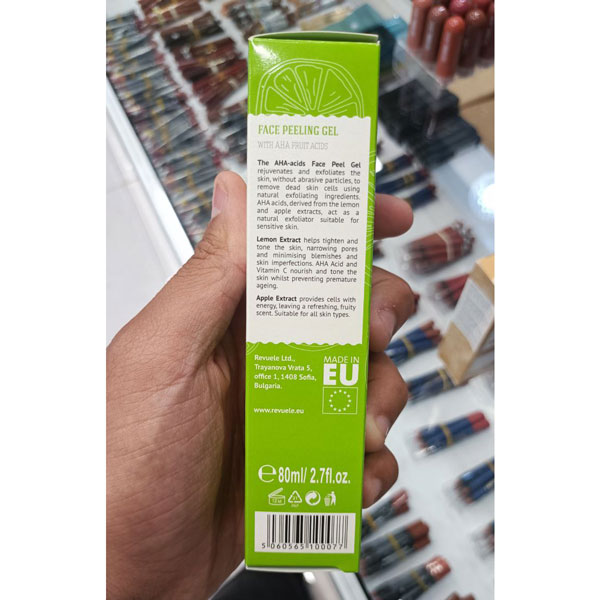 FACE PEELING GEL
WITH AHA FRUIT ACIDS
The AHA-acids Face Peel Gel
rejuvenates and exfoliates the
skin, without abrasive particles, to
remove dead skin cells using
natural exfoliating ingredients.
AHA acids, derived from the lemon
and apple extracts, act as a
natural exfoliator suitable for
sensitive skin.
Lemon Extract helps tighten and
tone the skin, narrowing pores
and minimising blemishes and
skin imperfections. AHA Acid and
Vitamin C nourish and tone the
skin whilst preventing premature
ageing.
Apple Extract provides cells with
energy, leaving a refreshing, fruity
scent. Suitable for all skin types.
Revuele Ltd.,
Trayanova Vrata 5,
office 1, 1408 Sofia,
Bulgaria.
MADE IN
EU
www.revuele.eu
℮80ml/ 2.7fl.oz.
5 060565 100077